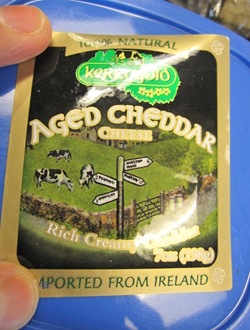 100% NATURAL
Kerrygold
AGED CHEDDAR
CHEESE
Rich Creamy
7oz (198g)
IMPORTED FROM IRELAND